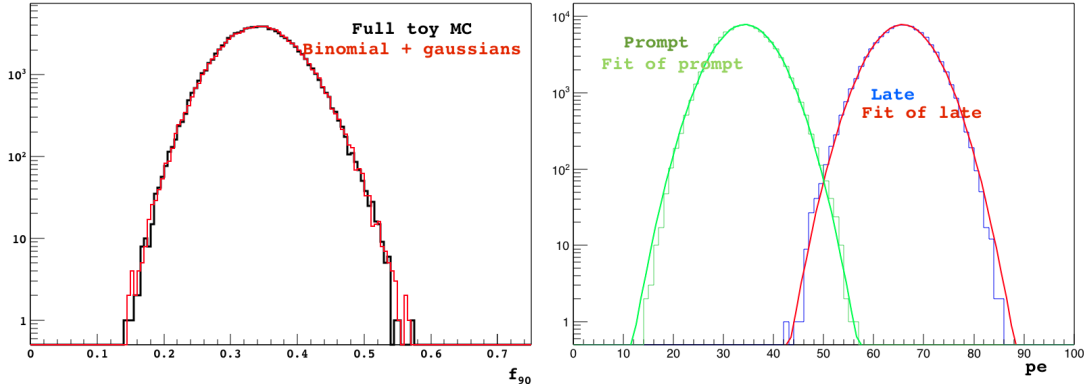 Full toy MC
Binomial + gaussians
10³
10²
10
1
0 0.1 0.2 0.3 0.4 0.5 0.6 0.7
f₉₀
10⁴
10³
10²
10
1
Prompt
Fit of prompt
Late
Fit of late
0 10 20 30 40 50 60 70 80 90 100
pe